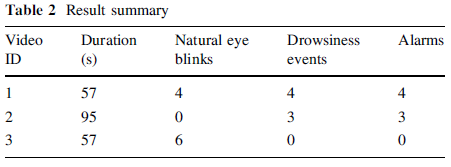 Table 2 Result summary
Video ID Duration (s) Natural eye blinks Drowsiness events Alarms
1 57 4 4 4
2 95 0 3 3
3 57 6 0 0